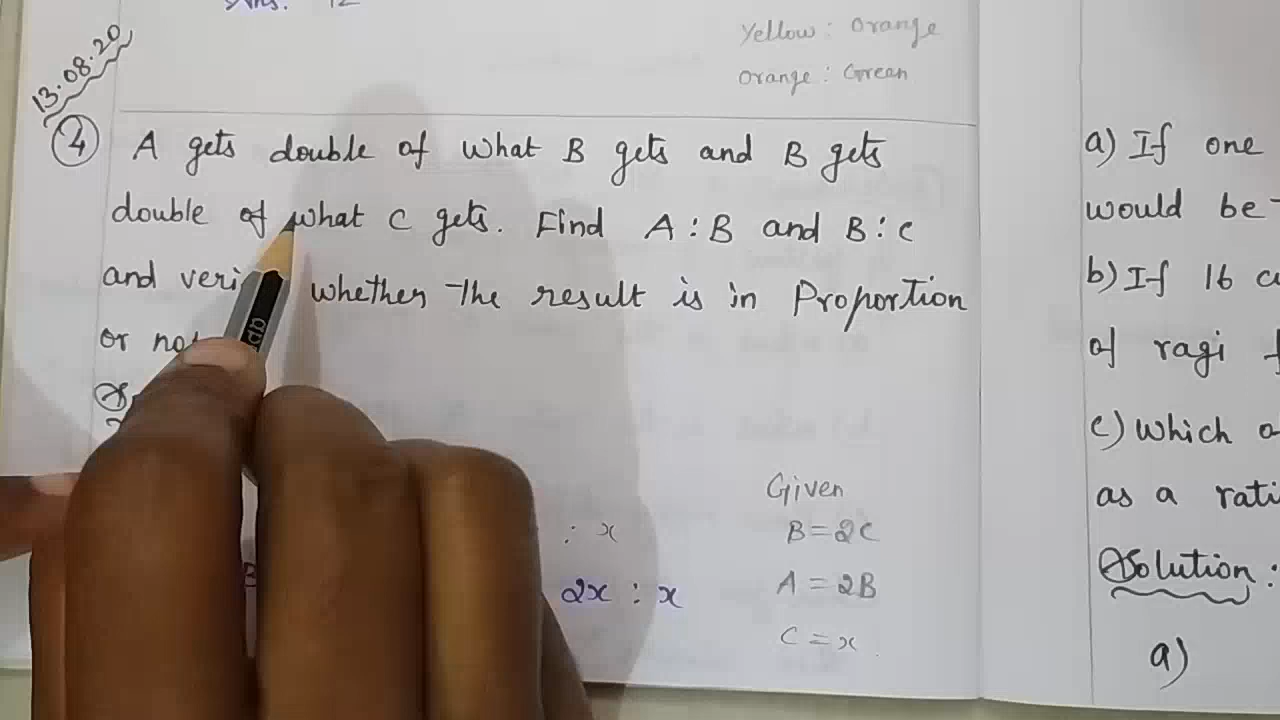 Ans. 12
Yellow : Orange
Orange : Green
13.08.20
4 A gets double of what B gets and B gets
double of what C gets. Find A : B and B : C
and veri whether the result is in Proportion
or no
: x
2x : x
Given
B = 2C
A = 2B
C = x
a) If one
would be
b) If 16
of ragi
c) Which
as a rati
Solution :
a)